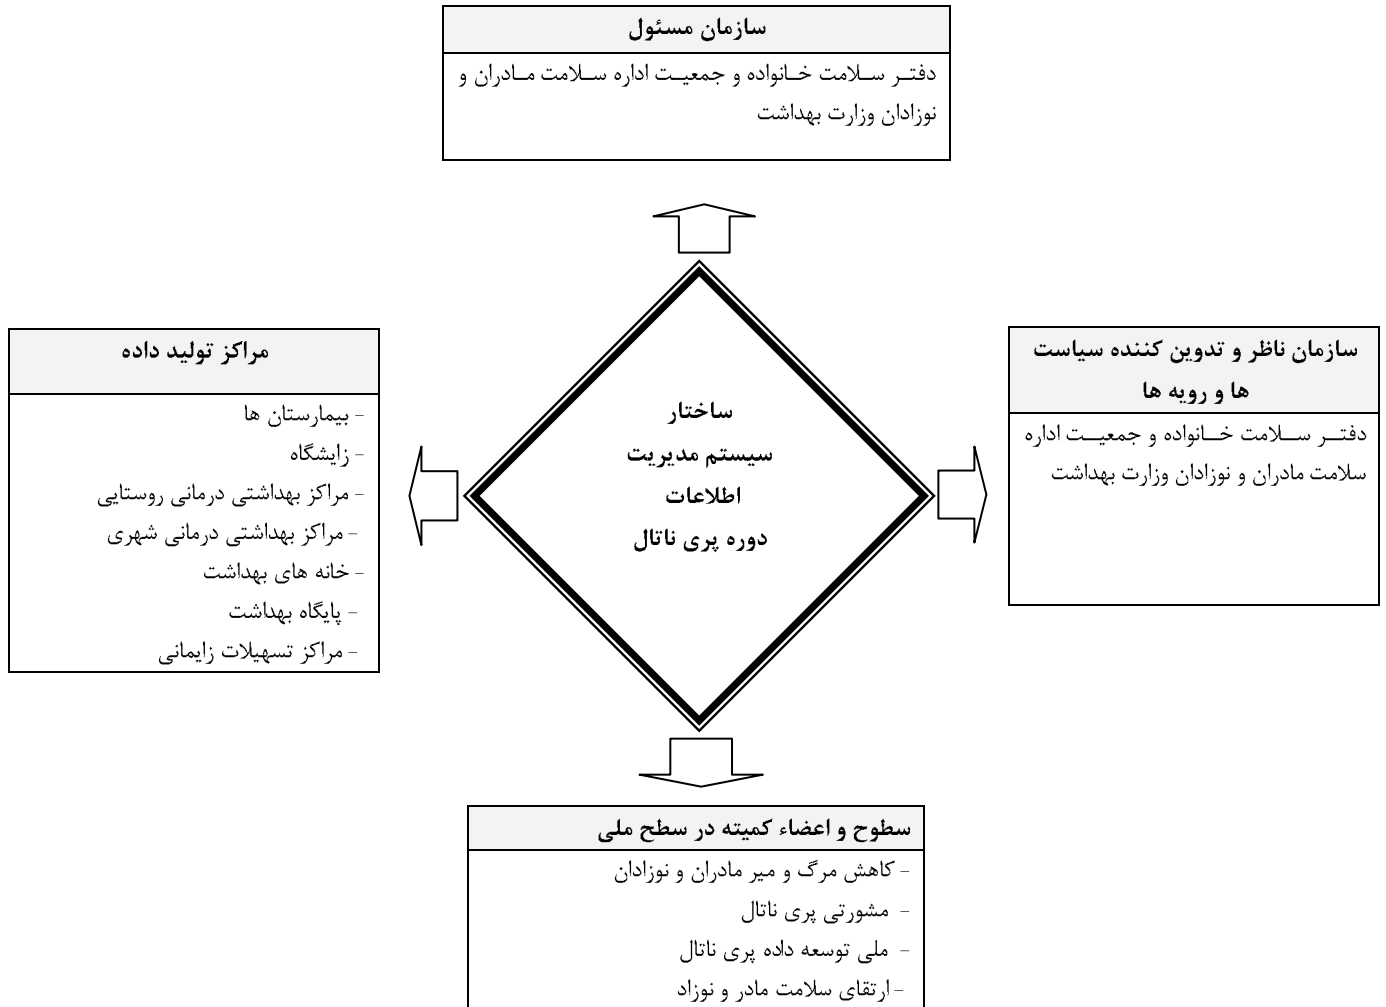 سازمان مسئول
دفتر سلامت خانواده و جمعیت اداره سلامت مادران و
نوزادان وزارت بهداشت
سازمان ناظر و تدوین کننده سیاست
ها و رویه ها
دفتر سلامت خانواده و جمعیت اداره
سلامت مادران و نوزادان وزارت بهداشت
ساختار
سیستم مدیریت
اطلاعات
دوره پری ناتال
مراکز تولید داده
- بیمارستان ها
- زایشگاه
- مراکز بهداشتی درمانی روستایی
- مراکز بهداشتی درمانی شهری
- خانه های بهداشت
- پایگاه بهداشت
- مراکز تسهیلات زایمانی
سطوح و اعضاء کمیته در سطح ملی
- کاهش مرگ و میر مادران و نوزادان
- مشورتی پری ناتال
- ملی توسعه داده پری ناتال
- ارتقای سلامت مادر و نوزاد